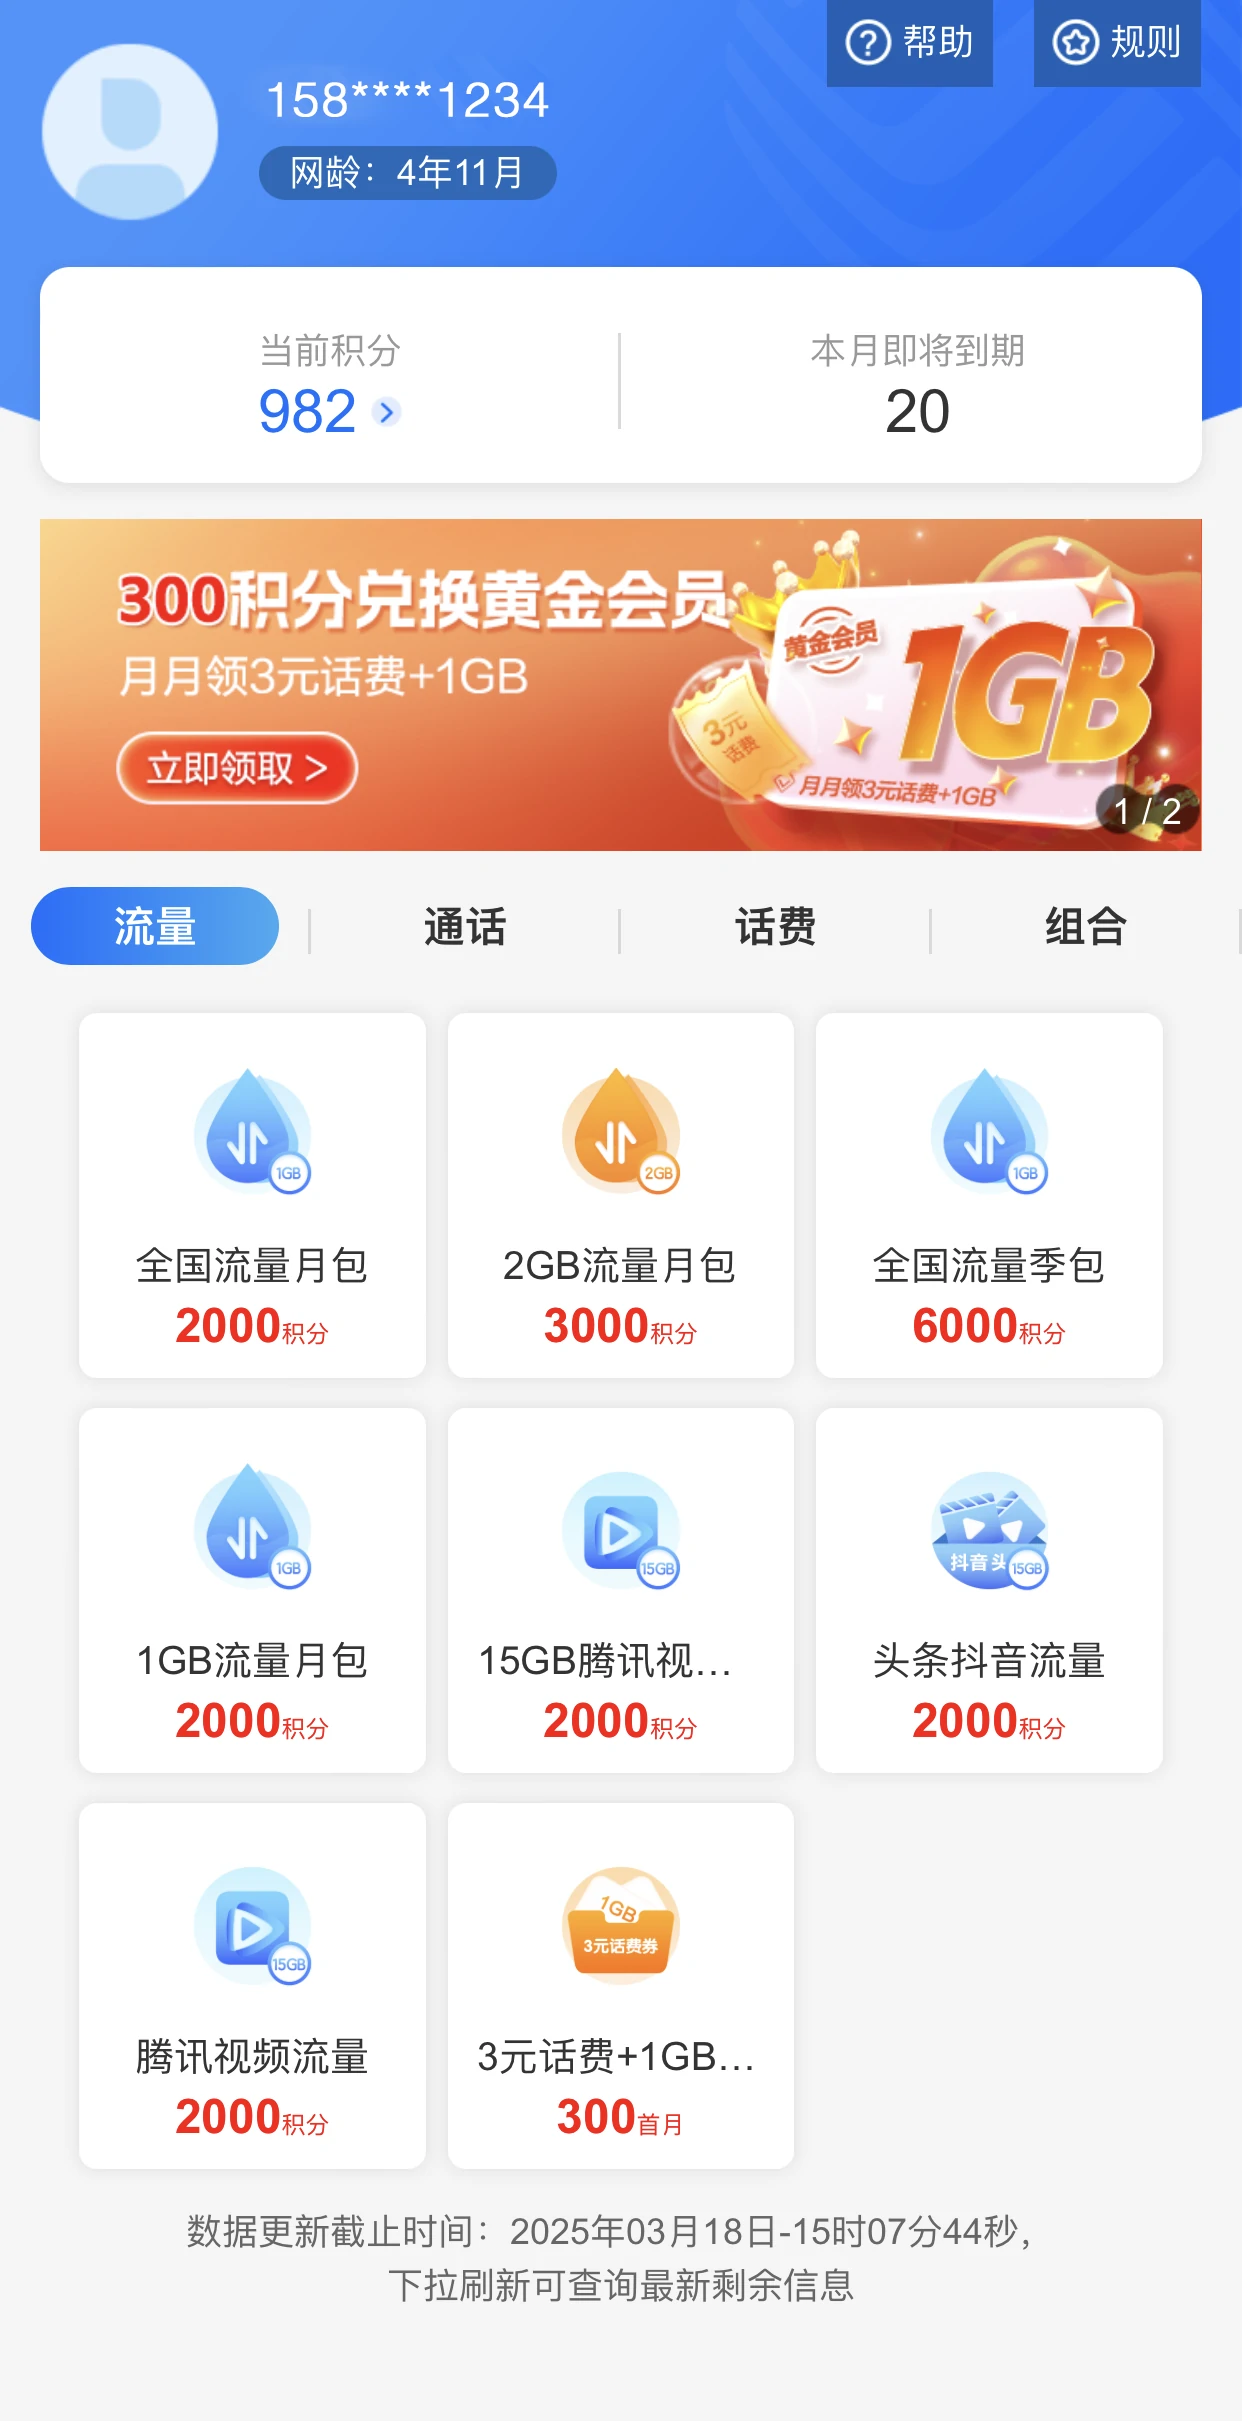 帮助
规则
158****1234
网龄：4年11月
当前积分
982
本月即将到期
20
300积分兑换黄金会员
月月领3元话费+1GB
立即领取 >
黄金会员
1GB
3元
话费
月月领3元话费+1GB
1 / 2
流量
通话
话费
组合
1GB
全国流量月包
2000积分
2GB
2GB流量月包
3000积分
1GB
全国流量季包
6000积分
1GB
1GB流量月包
2000积分
15GB
15GB腾讯视...
2000积分
抖音头
15GB
头条抖音流量
2000积分
15GB
腾讯视频流量
2000积分
1GB
3元话费券
3元话费+1GB...
300首月
数据更新截止时间：2025年03月18日-15时07分44秒，
下拉刷新可查询最新剩余信息